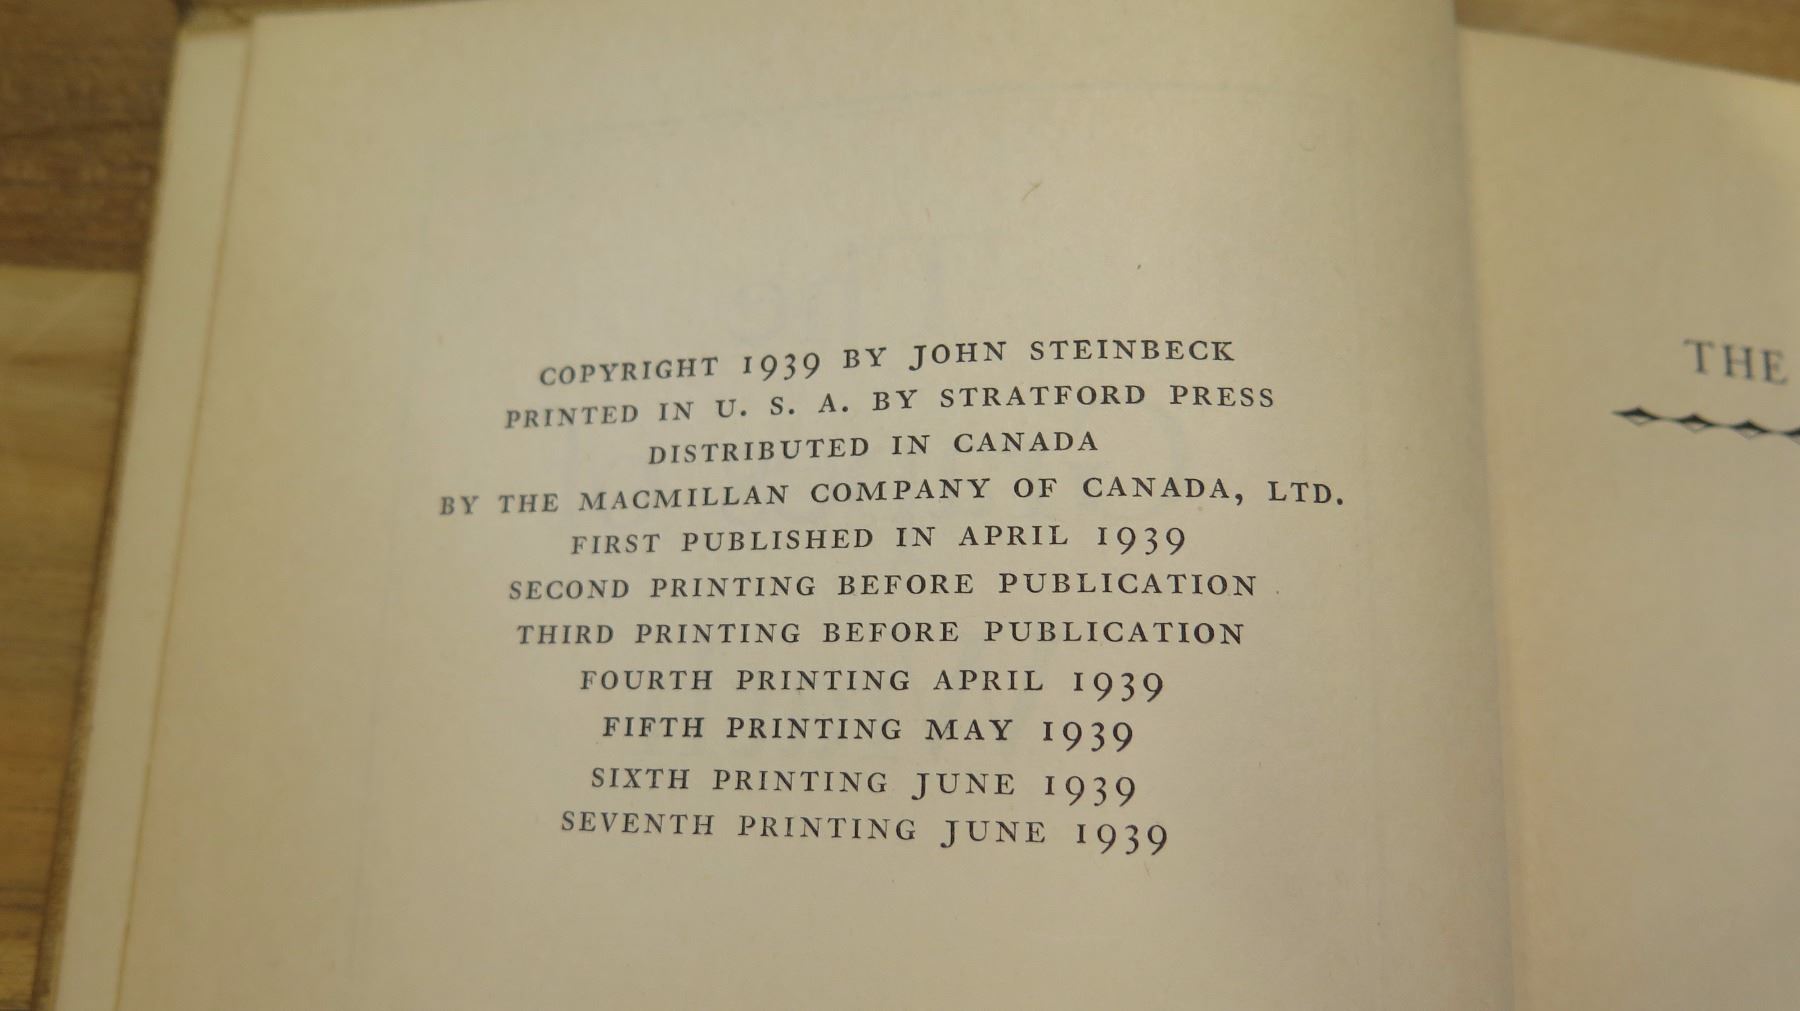 COPYRIGHT 1939 BY JOHN STEINBECK
PRINTED IN U. S. A. BY STRATFORD PRESS
DISTRIBUTED IN CANADA
BY THE MACMILLAN COMPANY OF CANADA, LTD.
FIRST PUBLISHED IN APRIL 1939
SECOND PRINTING BEFORE PUBLICATION
THIRD PRINTING BEFORE PUBLICATION
FOURTH PRINTING APRIL 1939
FIFTH PRINTING MAY 1939
SIXTH PRINTING JUNE 1939
SEVENTH PRINTING JUNE 1939
THE